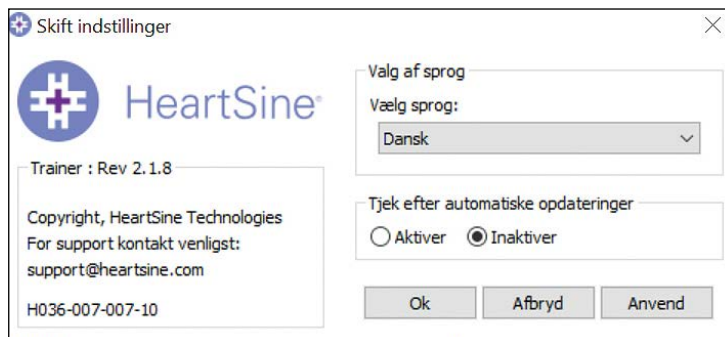 Skift indstillinger
HeartSine®
Trainer : Rev 2.1.8
Copyright, HeartSine Technologies
For support kontakt venligst:
support@heartsine.com
H036-007-007-10
Valg af sprog
Vælg sprog:
Dansk
Tjek efter automatiske opdateringer
Aktiver Inaktiver
Ok Afbryd Anvend